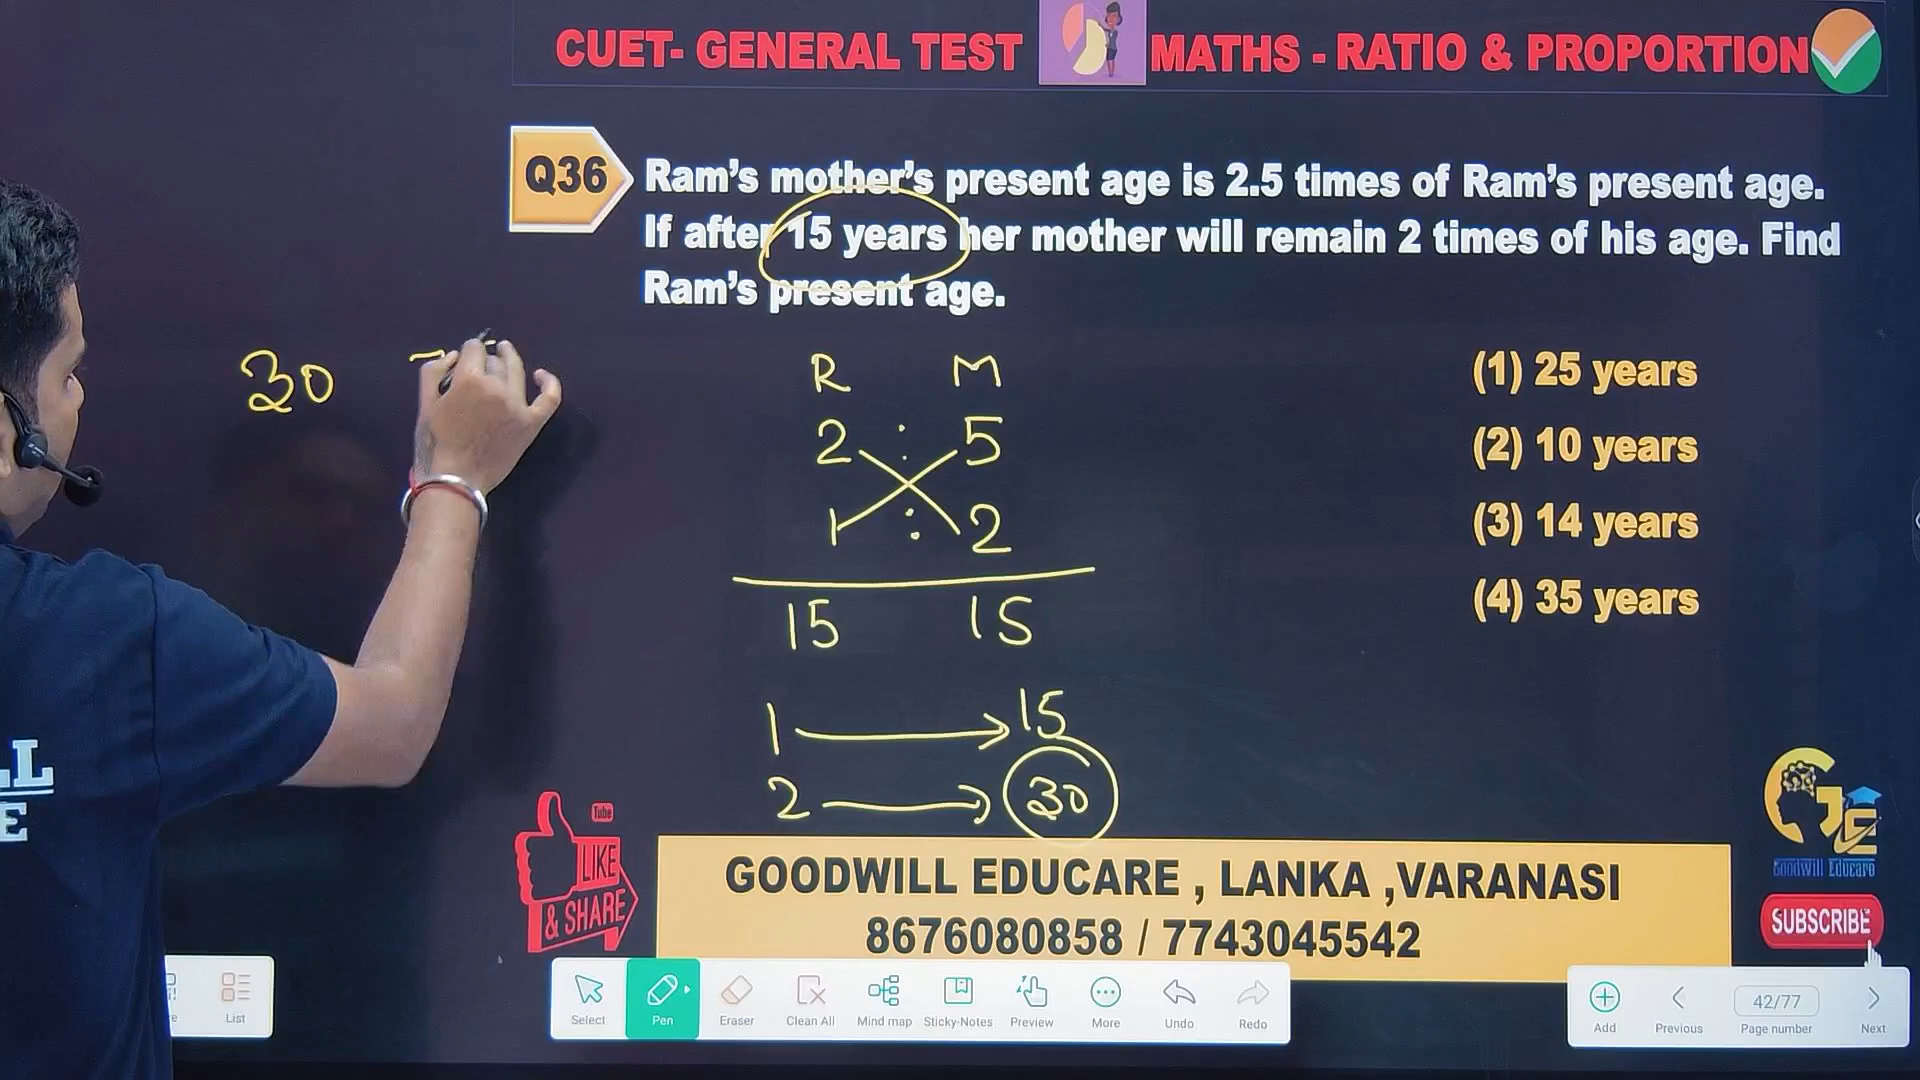 CUET- GENERAL TEST MATHS - RATIO & PROPORTION
Q36 Ram's mother's present age is 2.5 times of Ram's present age.
If after 15 years her mother will remain 2 times of his age. Find
Ram's present age.
30
R M
2 : 5
1 : 2
15 15
1 → 15
2 → 30
(1) 25 years
(2) 10 years
(3) 14 years
(4) 35 years
LL
E
Tube
LIKE
& SHARE
GOODWILL EDUCARE , LANKA ,VARANASI
8676080858 / 7743045542
GE
Goodwill Educare
SUBSCRIBE
List
Select Pen Eraser Clean All Mind map Sticky-Notes Preview More Undo Redo
42/77
Add Previous Page number Next